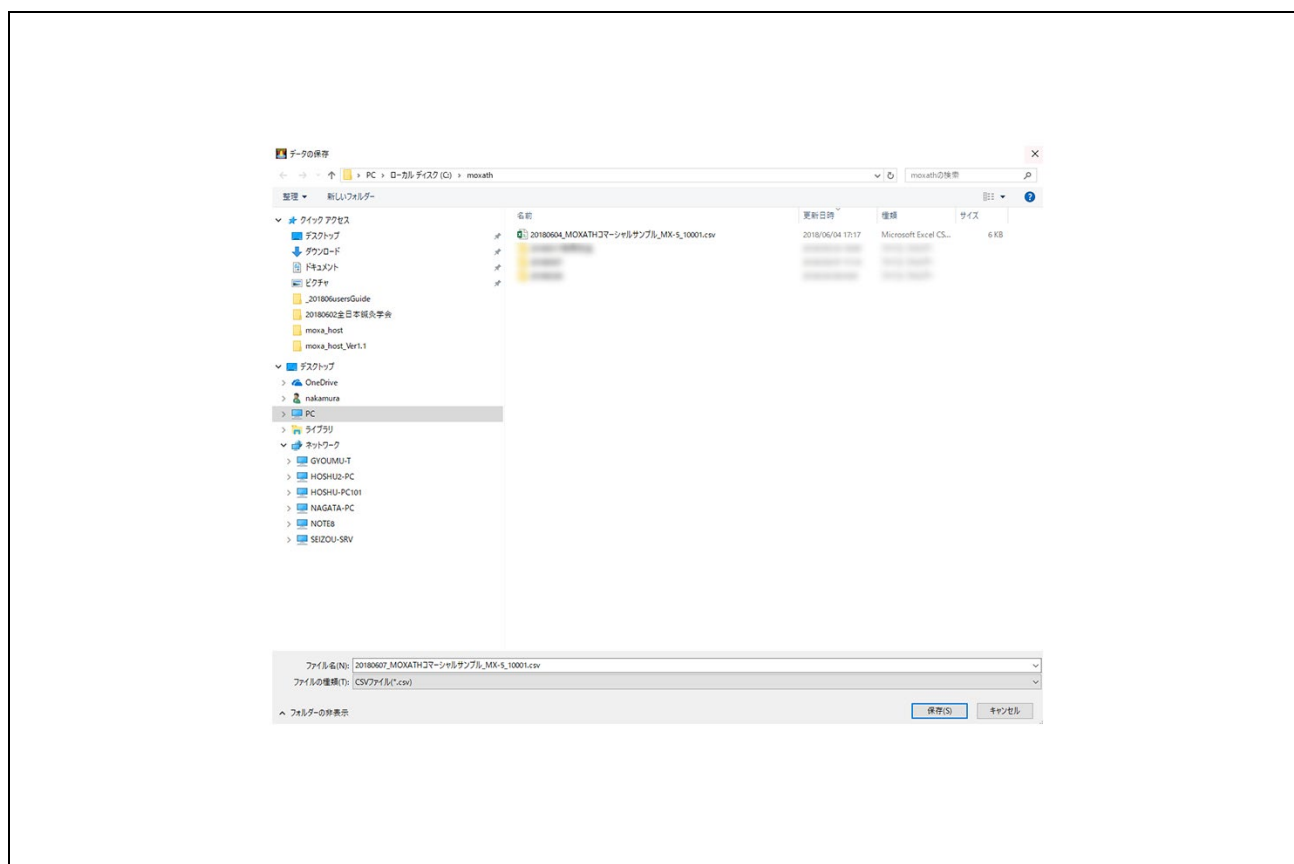 データの保存
PC › ローカル ディスク (C:) › moxath
moxathの検索
整理
新しいフォルダー
名前
更新日時
種類
サイズ
クイック アクセス
デスクトップ
ダウンロード
ドキュメント
ピクチャ
_201806usersGuide
20180602全日本鍼灸学会
moxa_host
moxa_host_Ver1.1
デスクトップ
OneDrive
nakamura
PC
ライブラリ
ネットワーク
GYOUMU-T
HOSHU2-PC
HOSHU-PC101
NAGATA-PC
NOTE8
SEIZOU-SRV
20180604_MOXATHコマーシャルサンプル_MX-5_10001.csv
2018/06/04 17:17
Microsoft Excel CS...
6 KB
ファイル名(N): 20180607_MOXATHコマーシャルサンプル_MX-5_10001.csv
ファイルの種類(T): CSVファイル(*.csv)
フォルダーの非表示
保存(S)
キャンセル